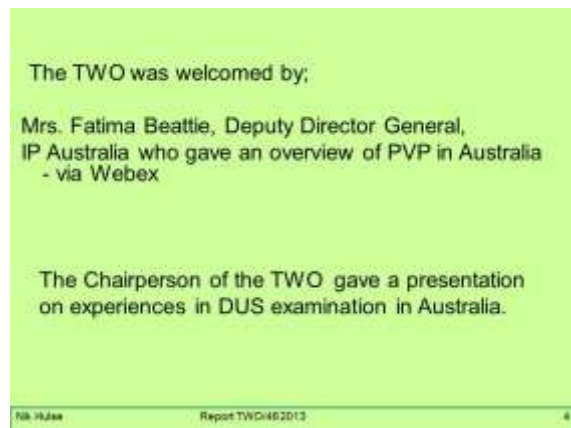 The TWO was welcomed by;
Mrs. Fatima Beattie, Deputy Director General,
IP Australia who gave an overview of PVP in Australia
- via Webex
The Chairperson of the TWO gave a presentation
on experiences in DUS examination in Australia.
Nik Hulse Report TWO/46 2013 4